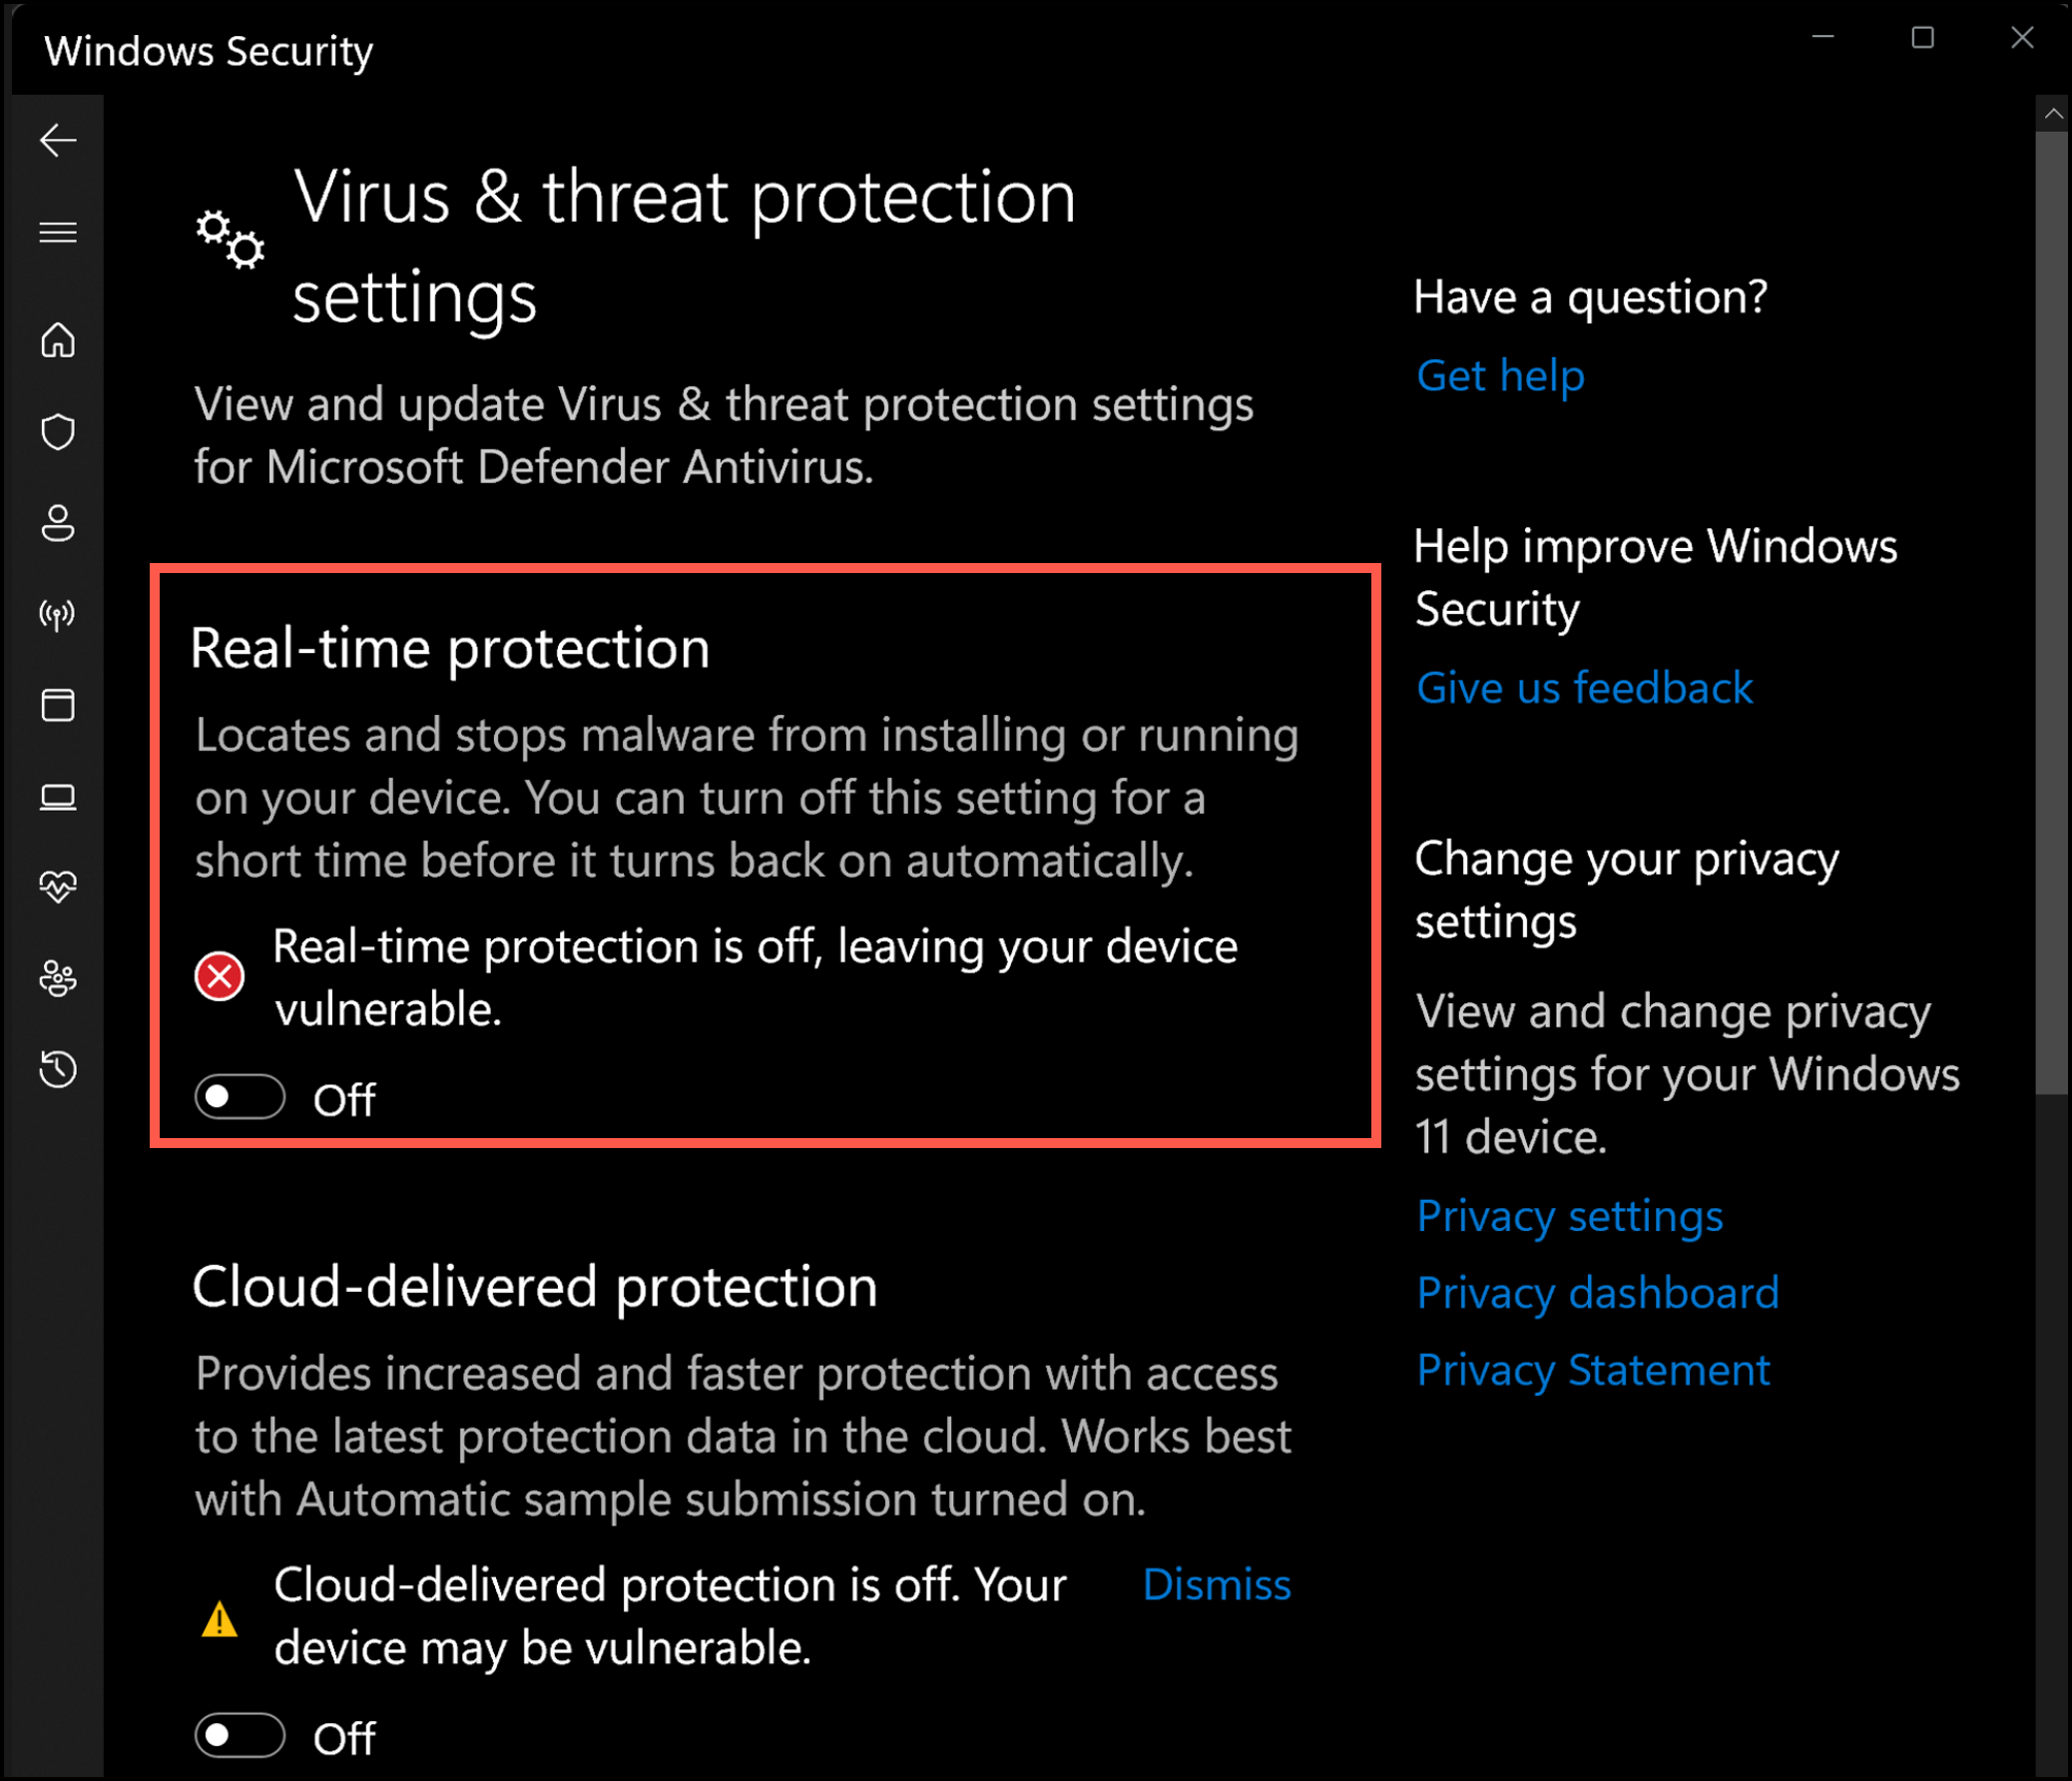 Windows Security
Virus & threat protection
settings
View and update Virus & threat protection settings
for Microsoft Defender Antivirus.
Real-time protection
Locates and stops malware from installing or running
on your device. You can turn off this setting for a
short time before it turns back on automatically.
Real-time protection is off, leaving your device
vulnerable.
Off
Cloud-delivered protection
Provides increased and faster protection with access
to the latest protection data in the cloud. Works best
with Automatic sample submission turned on.
Cloud-delivered protection is off. Your
device may be vulnerable.
Dismiss
Off
Have a question?
Get help
Help improve Windows
Security
Give us feedback
Change your privacy
settings
View and change privacy
settings for your Windows
11 device.
Privacy settings
Privacy dashboard
Privacy Statement